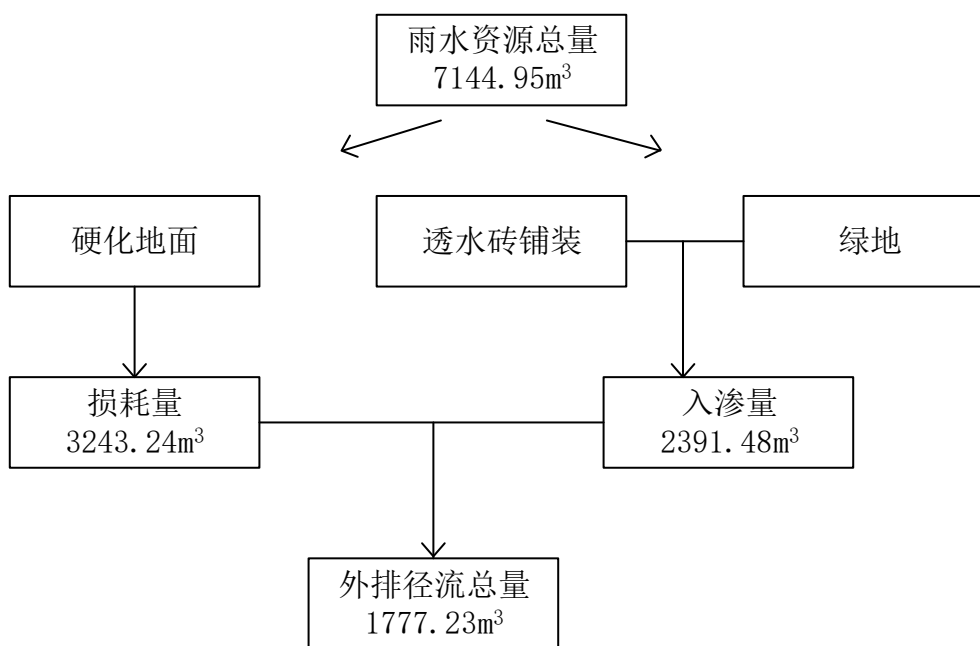 雨水资源总量
7144.95m³
硬化地面
透水砖铺装
绿地
损耗量
3243.24m³
入渗量
2391.48m³
外排径流总量
1777.23m³